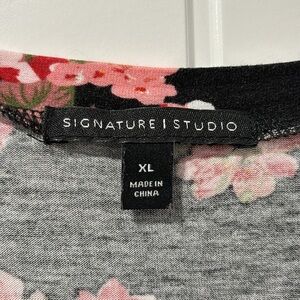 SIGNATURE | STUDIO
XL
MADE IN
CHINA